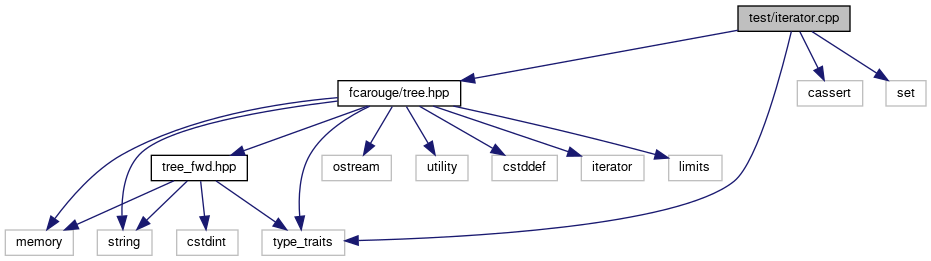 test/iterator.cpp
fcarouge/tree.hpp
cassert
set
tree_fwd.hpp
ostream
utility
cstddef
iterator
limits
memory
string
cstdint
type_traits